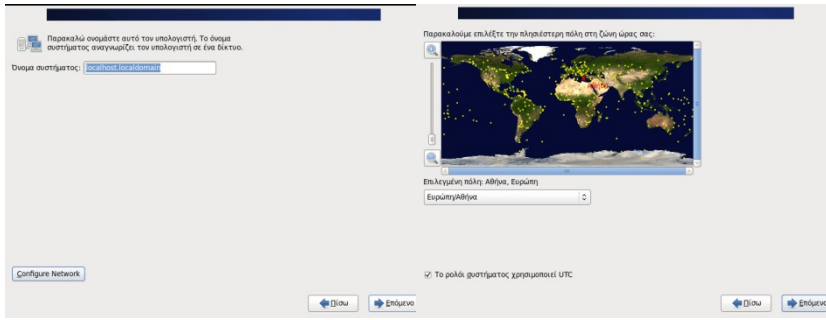 Παρακαλώ ονομάστε αυτό τον υπολογιστή. Το όνομα
συστήματος αναγνωρίζει τον υπολογιστή σε ένα δίκτυο.
Όνομα συστήματος: localhost.localdomain
Configure Network
Πίσω Επόμενο
Παρακαλούμε επιλέξτε την πλησιέστερη πόλη στη ζώνη ώρας σας:
Αθήνα
Επιλεγμένη πόλη: Αθήνα, Ευρώπη
Ευρώπη/Αθήνα
Το ρολόι συστήματος χρησιμοποιεί UTC
Πίσω Επόμενο